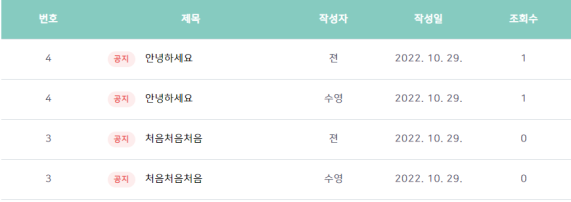 번호 제목 작성자 작성일 조회수
4 공지 안녕하세요 젼 2022. 10. 29. 1
4 공지 안녕하세요 수영 2022. 10. 29. 1
3 공지 처음처음처음 젼 2022. 10. 29. 0
3 공지 처음처음처음 수영 2022. 10. 29. 0